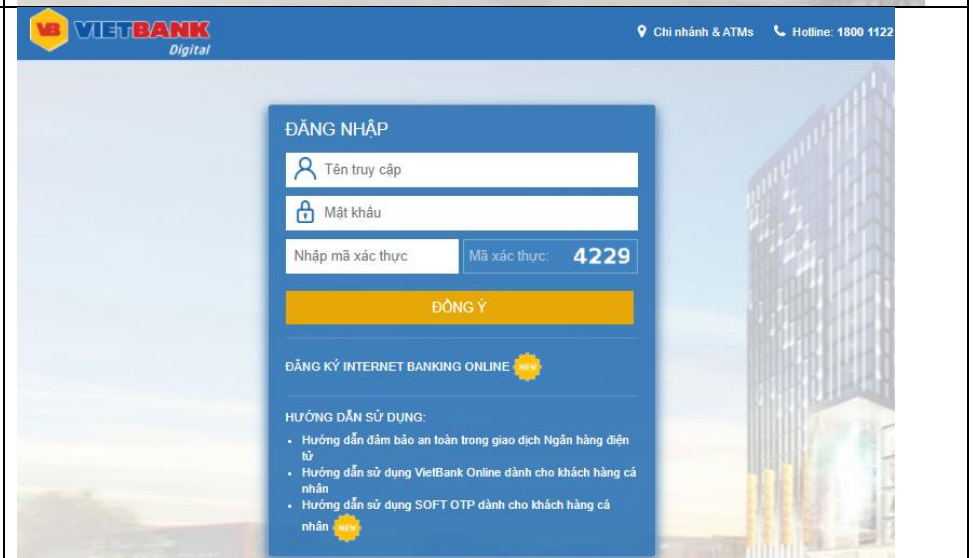 VB VIETBANK
Digital
Chi nhánh & ATMs Hotline: 1800 1122
ĐĂNG NHẬP
Tên truy cập
Mật khẩu
Nhập mã xác thực Mã xác thực: 4229
ĐỒNG Ý
ĐĂNG KÝ INTERNET BANKING ONLINE NEW
HƯỚNG DẪN SỬ DỤNG:
• Hướng dẫn đảm bảo an toàn trong giao dịch Ngân hàng điện
tử
• Hướng dẫn sử dụng VietBank Online dành cho khách hàng cá
nhân
• Hướng dẫn sử dụng SOFT OTP dành cho khách hàng cá
nhân NEW